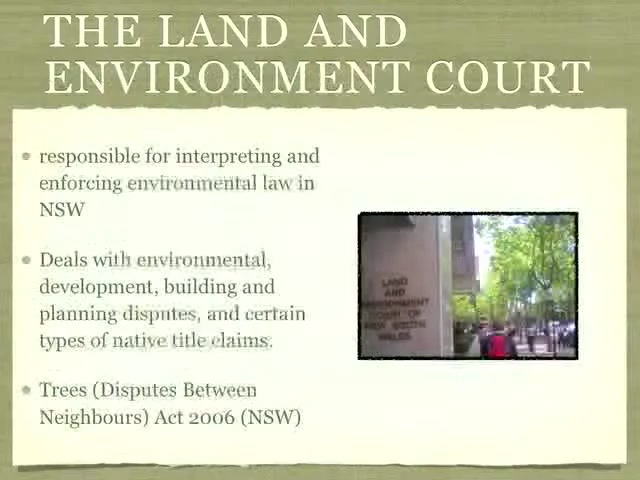 THE LAND AND
ENVIRONMENT COURT
responsible for interpreting and
enforcing environmental law in
NSW
Deals with environmental,
development, building and
planning disputes, and certain
types of native title claims.
Trees (Disputes Between
Neighbours) Act 2006 (NSW)
LAND
AND
ENVIRONMENT
COURT OF
NEW SOUTH
WALES